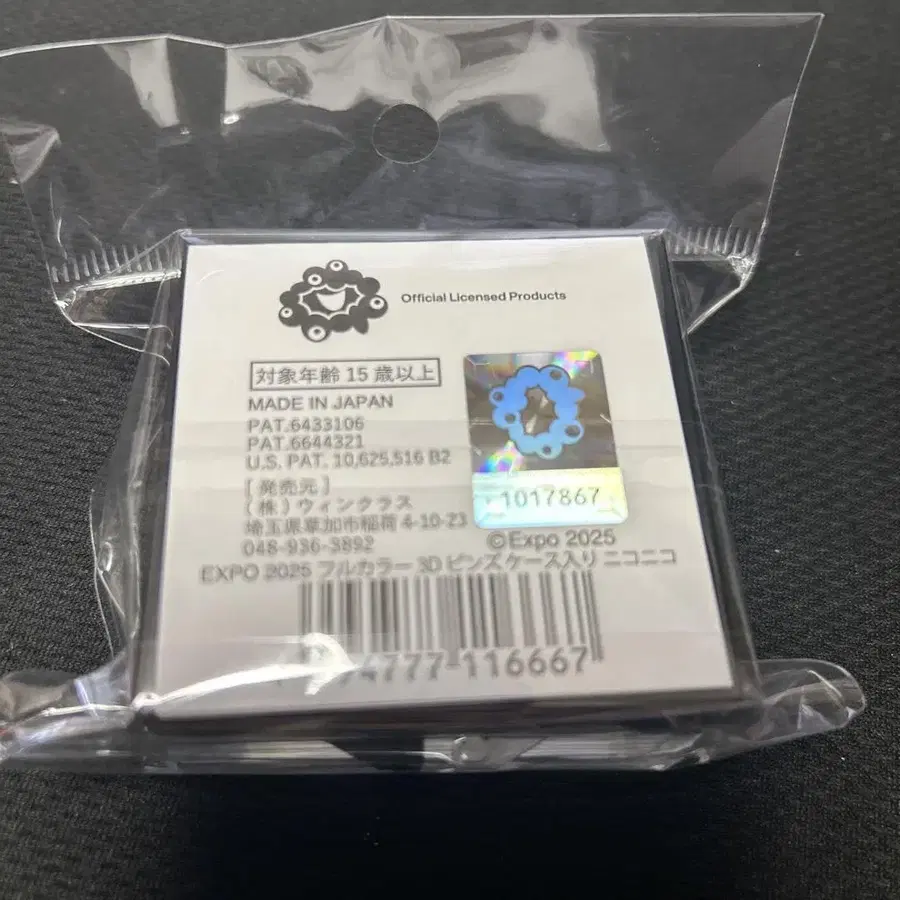 Official Licensed Products
対象年齢 15 歳以上
MADE IN JAPAN
PAT.6433106
PAT.6644321
U.S. PAT. 10,625,516 B2
[ 発売元 ]
(株) ウィンクラス
埼玉県草加市稲荷 4-10-23
048-936-3892
1017867
©Expo 2025
EXPO 2025 フルカラー 3D ピンズケース入り ニコニコ
4777-116667